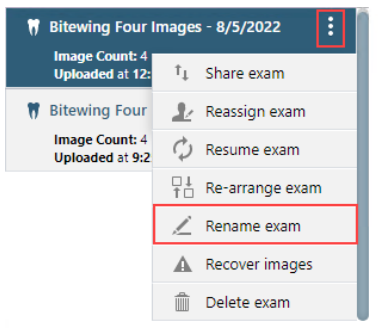 Bitewing Four Images - 8/5/2022
Image Count: 4
Uploaded at 12:
Share exam
Reassign exam
Bitewing Four
Image Count: 4
Uploaded at 9:2
Resume exam
Re-arrange exam
Rename exam
Recover images
Delete exam